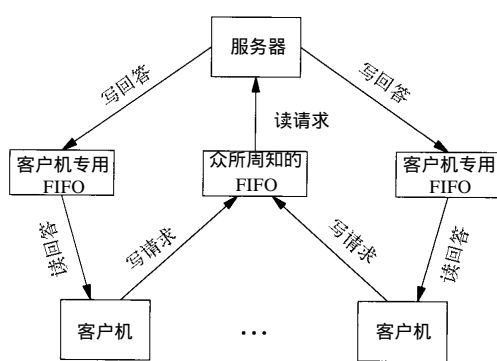 服务器
写回答
写回答
读请求
客户机专用
FIFO
众所周知的
FIFO
客户机专用
FIFO
读回答
写请求
写请求
读回答
客户机
...
客户机